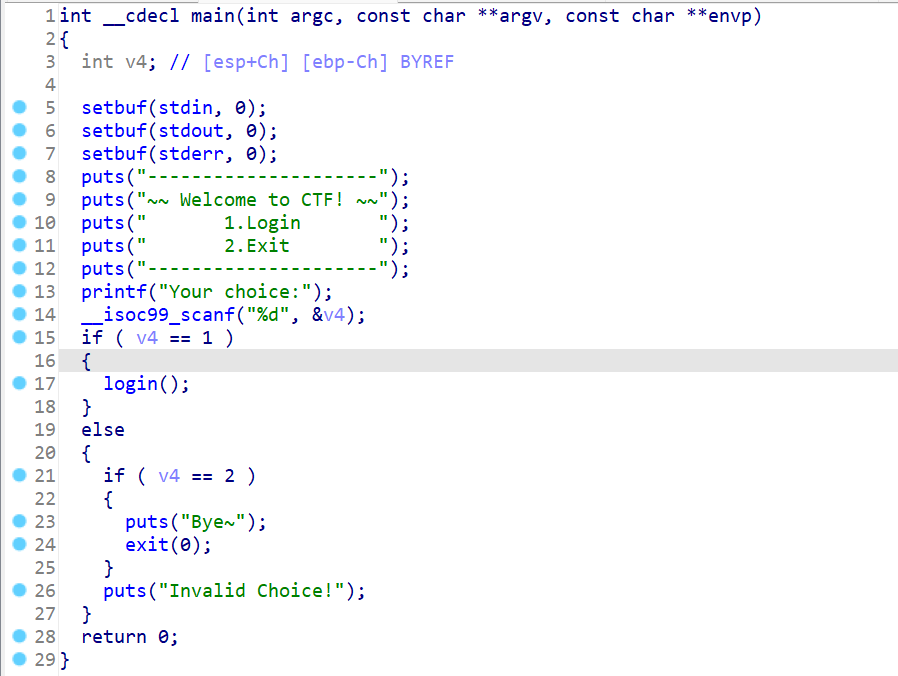 1 int __cdecl main(int argc, const char **argv, const char **envp)
2 {
3   int v4; // [esp+Ch] [ebp-Ch] BYREF
4
5   setbuf(stdin, 0);
6   setbuf(stdout, 0);
7   setbuf(stderr, 0);
8   puts("---------------------");
9   puts("~~ Welcome to CTF! ~~");
10   puts("       1.Login       ");
11   puts("       2.Exit        ");
12   puts("---------------------");
13   printf("Your choice:");
14   __isoc99_scanf("%d", &v4);
15   if ( v4 == 1 )
16   {
17     login();
18   }
19   else
20   {
21     if ( v4 == 2 )
22     {
23       puts("Bye~");
24       exit(0);
25     }
26     puts("Invalid Choice!");
27   }
28   return 0;
29 }